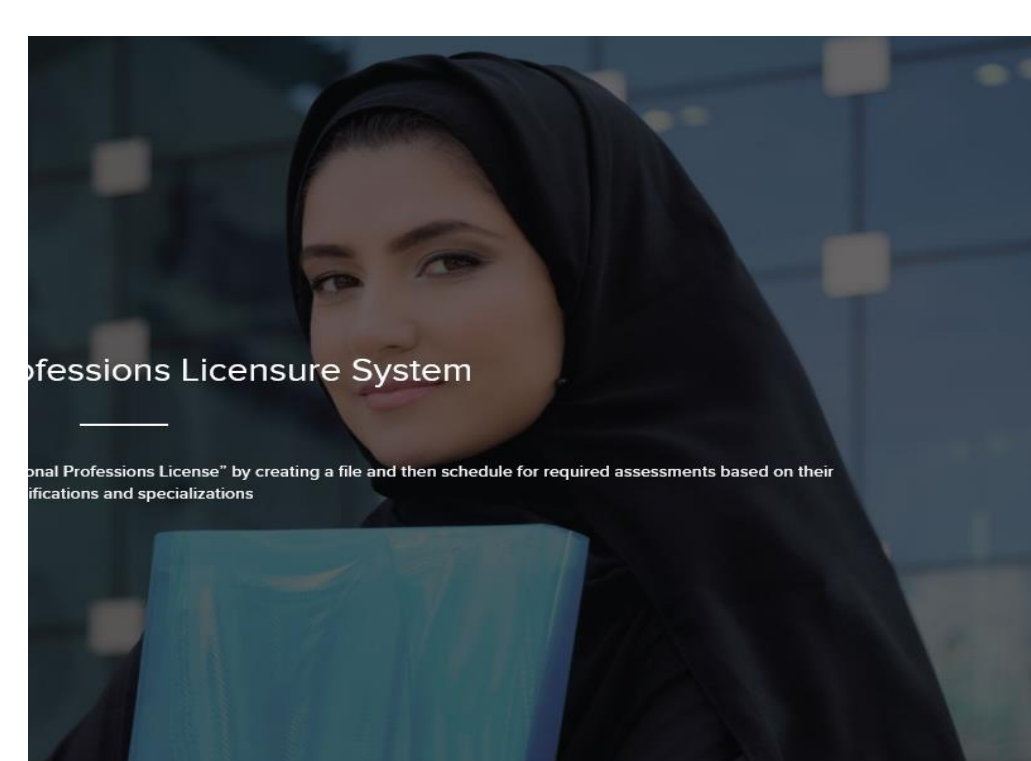 ofessions Licensure System
onal Professions License” by creating a file and then schedule for required assessments based on their
ifications and specializations